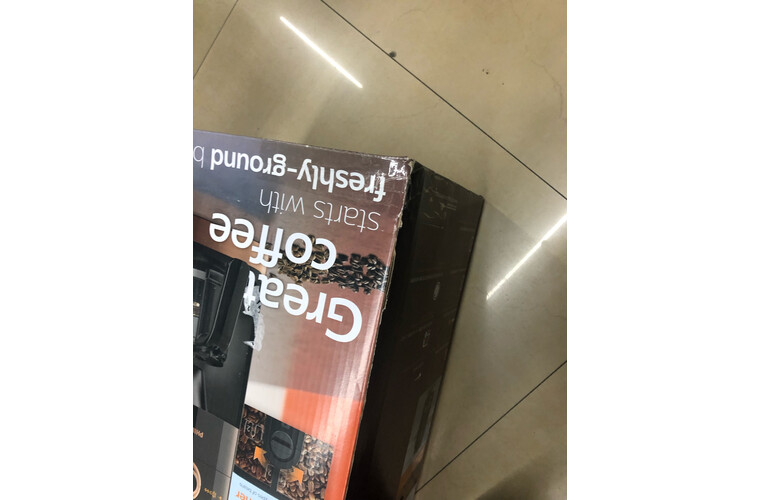 Great
coffee
starts with
freshly-ground b